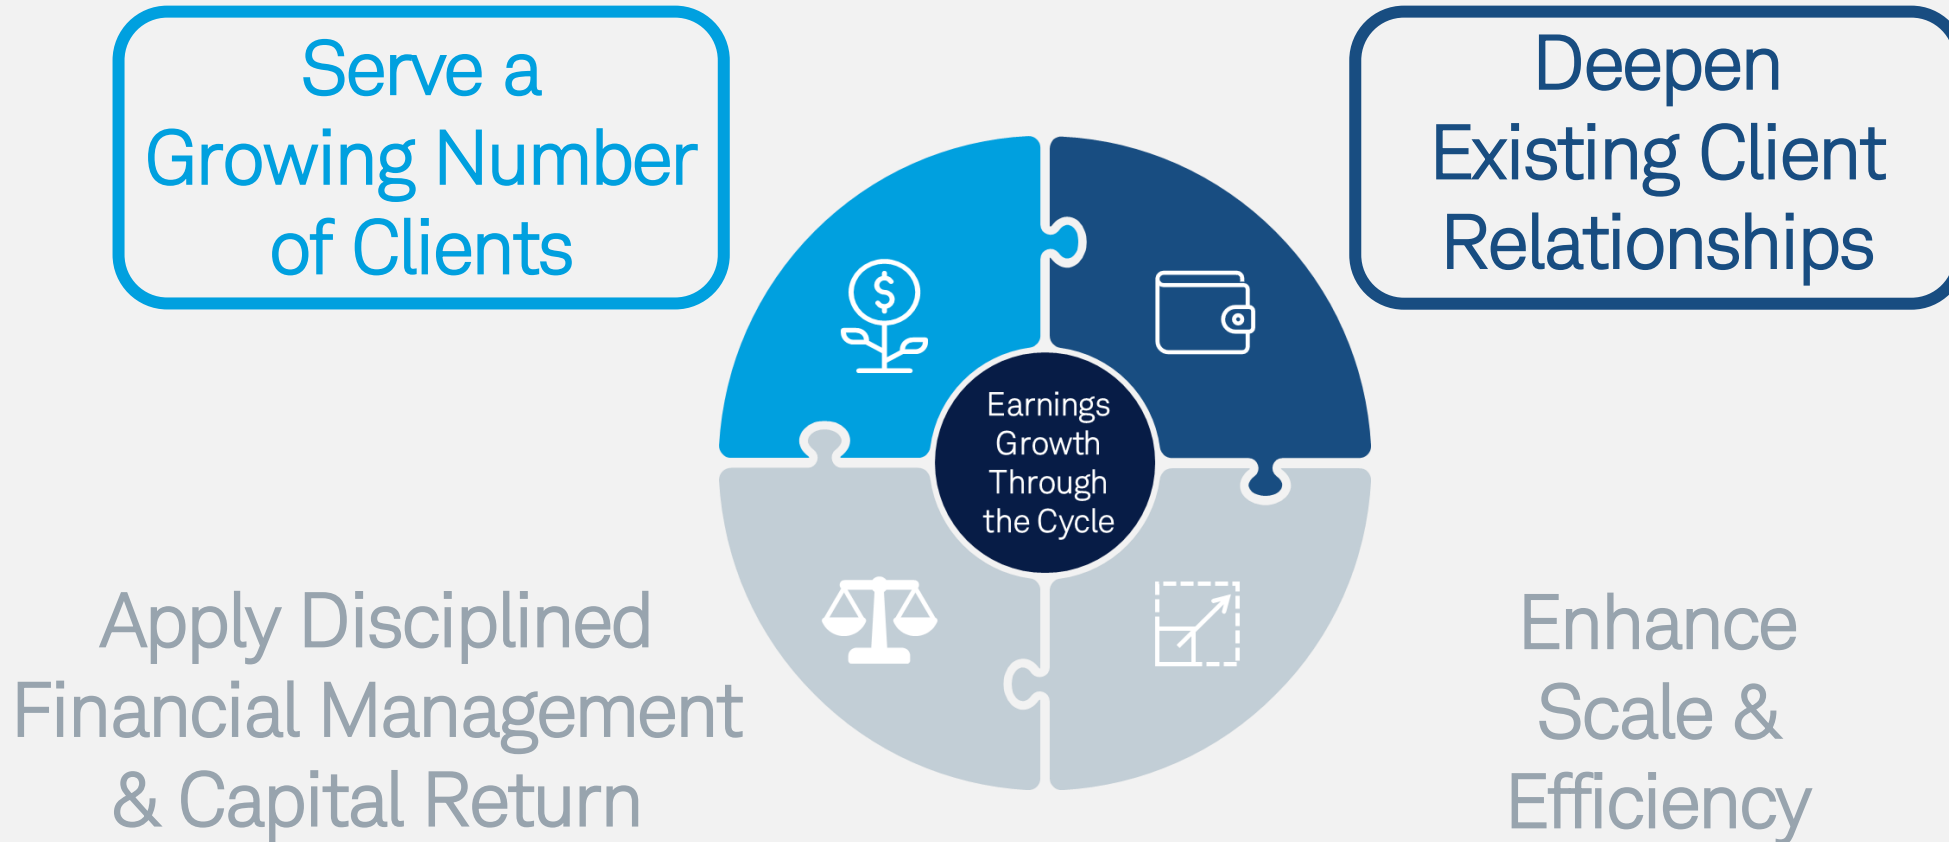 Serve a
Growing Number
of Clients
Deepen
Existing Client
Relationships
$
Earnings
Growth
Through
the Cycle
Apply Disciplined
Financial Management
& Capital Return
Enhance
Scale &
Efficiency